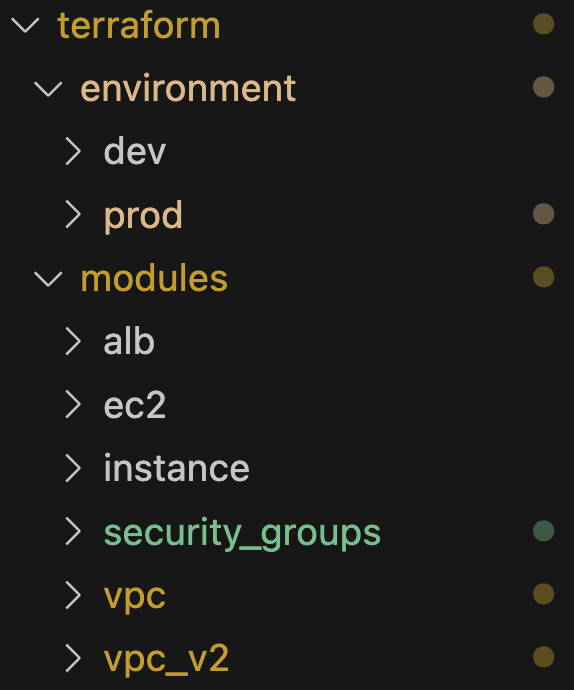 terraform
environment
dev
prod
modules
alb
ec2
instance
security_groups
vpc
vpc_v2